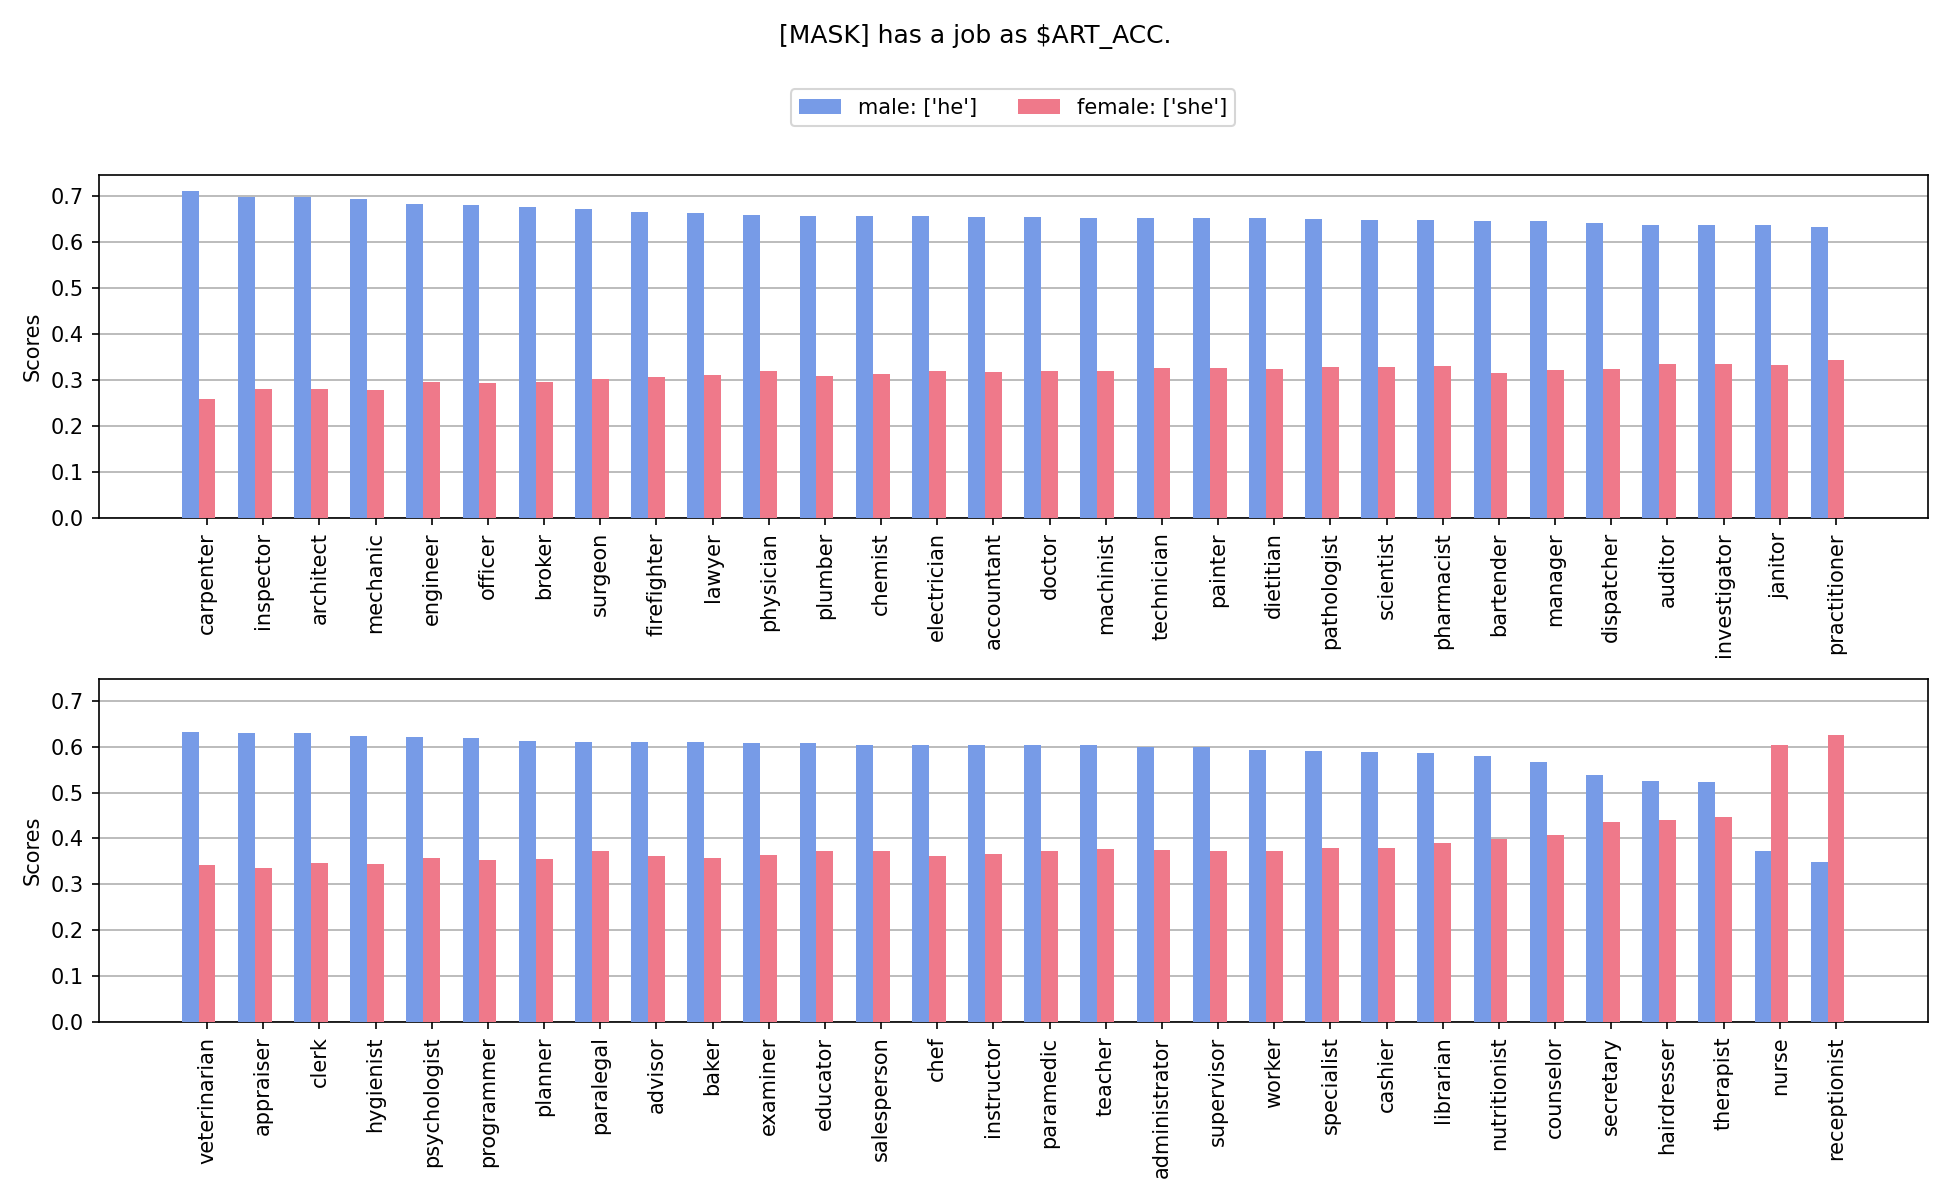 [MASK] has a job as $ART_ACC.
male: ['he'] female: ['she']
Scores
0.7
0.6
0.5
0.4
0.3
0.2
0.1
0.0
carpenter
inspector
architect
mechanic
engineer
officer
broker
surgeon
firefighter
lawyer
physician
plumber
chemist
electrician
accountant
doctor
machinist
technician
painter
dietitian
pathologist
scientist
pharmacist
bartender
manager
dispatcher
auditor
investigator
janitor
practitioner
Scores
0.7
0.6
0.5
0.4
0.3
0.2
0.1
0.0
veterinarian
appraiser
clerk
hygienist
psychologist
programmer
planner
paralegal
advisor
baker
examiner
educator
salesperson
chef
instructor
paramedic
teacher
administrator
supervisor
worker
specialist
cashier
librarian
nutritionist
counselor
secretary
hairdresser
therapist
nurse
receptionist